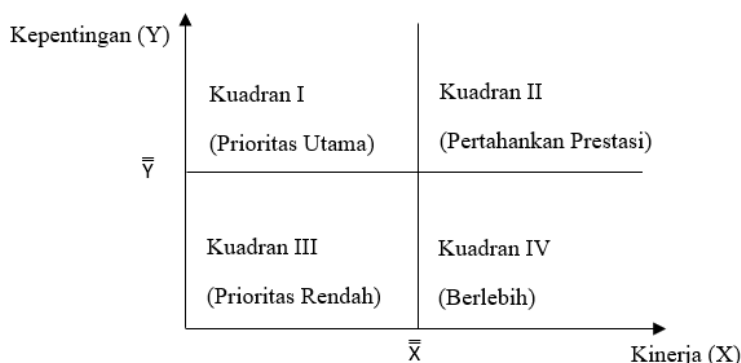 Kepentingan (Y)
Kuadran I
(Prioritas Utama)
Kuadran II
(Pertahankan Prestasi)
Y̿
Kuadran III
(Prioritas Rendah)
Kuadran IV
(Berlebih)
X̿
Kinerja (X)